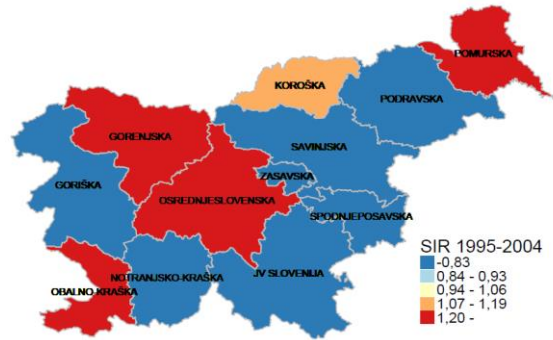 POMURSKA
KOROŠKA
PODRAVSKA
GORENJSKA
SAVINJSKA
ZASAVSKA
GORIŠKA
OSREDNJESLOVENSKA
SPODNJEPOSAVSKA
NOTRANJSKO-KRAŠKA
JV SLOVENIJA
OBALNO-KRAŠKA
SIR 1995-2004
-0,83
0,84 - 0,93
0,94 - 1,06
1,07 - 1,19
1,20 -